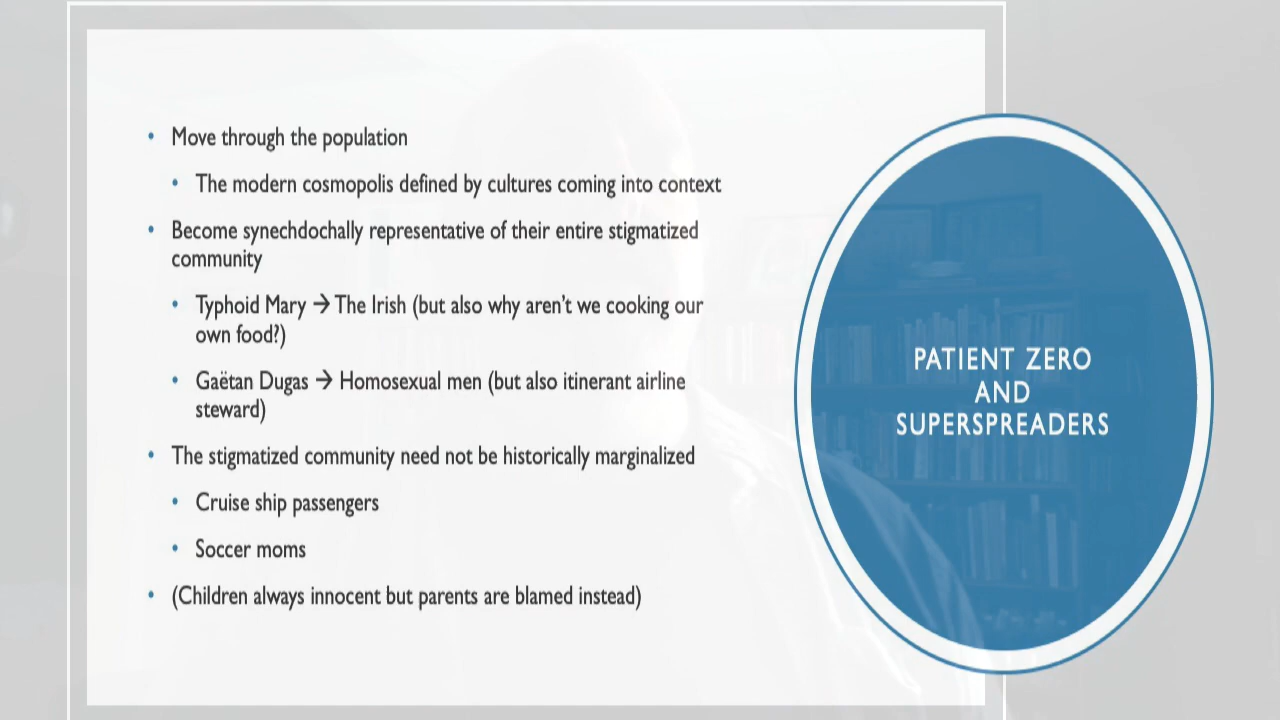 • Move through the population
• The modern cosmopolis defined by cultures coming into context
• Become synechdochally representative of their entire stigmatized
community
• Typhoid Mary → The Irish (but also why aren't we cooking our
own food?)
• Gaëtan Dugas → Homosexual men (but also itinerant airline
steward)
• The stigmatized community need not be historically marginalized
• Cruise ship passengers
• Soccer moms
• (Children always innocent but parents are blamed instead)
PATIENT ZERO
AND
SUPERSPREADERS